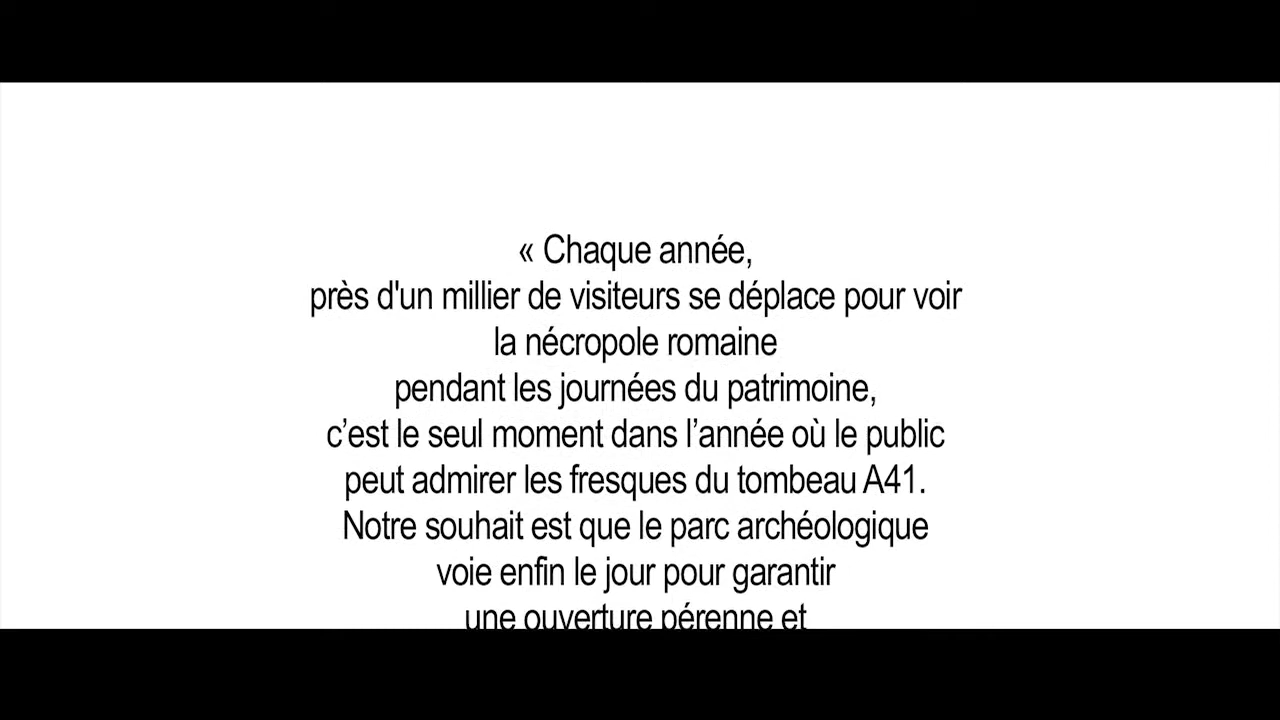 « Chaque année,
près d'un millier de visiteurs se déplace pour voir
la nécropole romaine
pendant les journées du patrimoine,
c’est le seul moment dans l’année où le public
peut admirer les fresques du tombeau A41.
Notre souhait est que le parc archéologique
voie enfin le jour pour garantir
une ouverture pérenne et